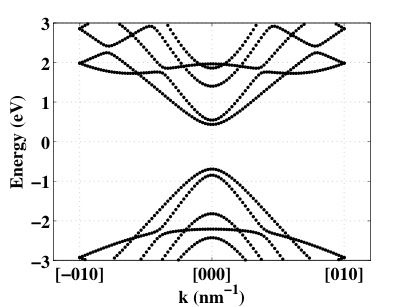 3
2
1
0
−1
−2
−3
Energy (eV)
[−010] [000] [010]
k (nm⁻¹)